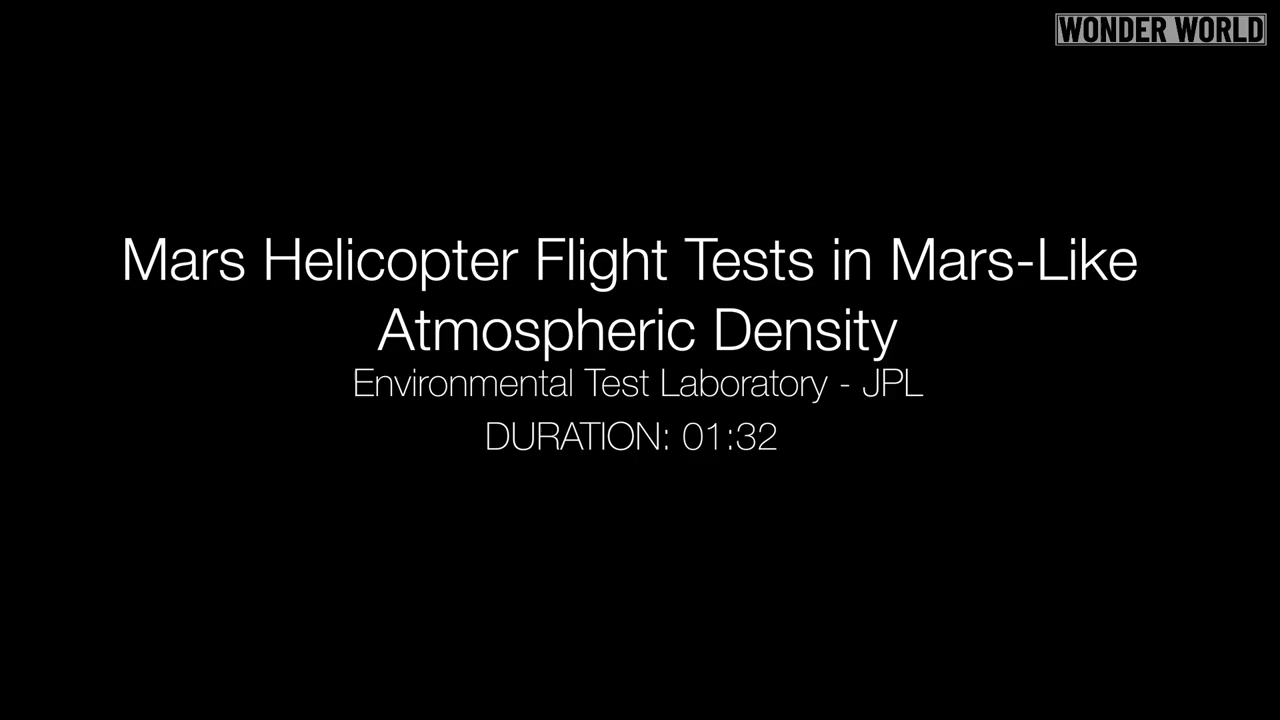 WONDER WORLD
Mars Helicopter Flight Tests in Mars-Like
Atmospheric Density
Environmental Test Laboratory - JPL
DURATION: 01:32